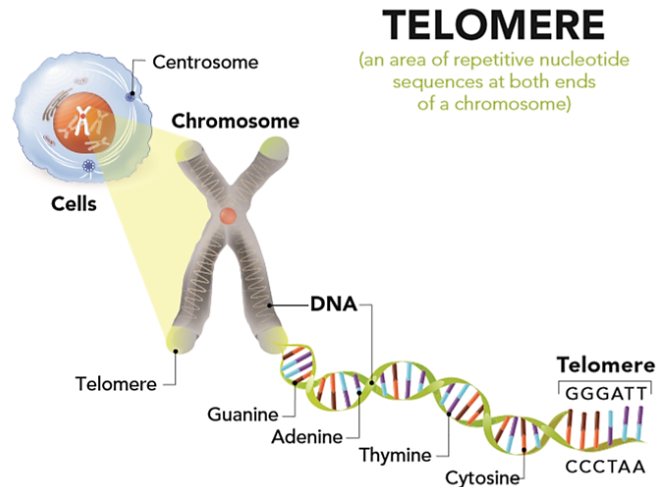 TELOMERE
(an area of repetitive nucleotide
sequences at both ends
of a chromosome)
Centrosome
Chromosome
Cells
DNA
Telomere
Guanine
Adenine
Thymine
Cytosine
Telomere
GGGATT
CCCTAA